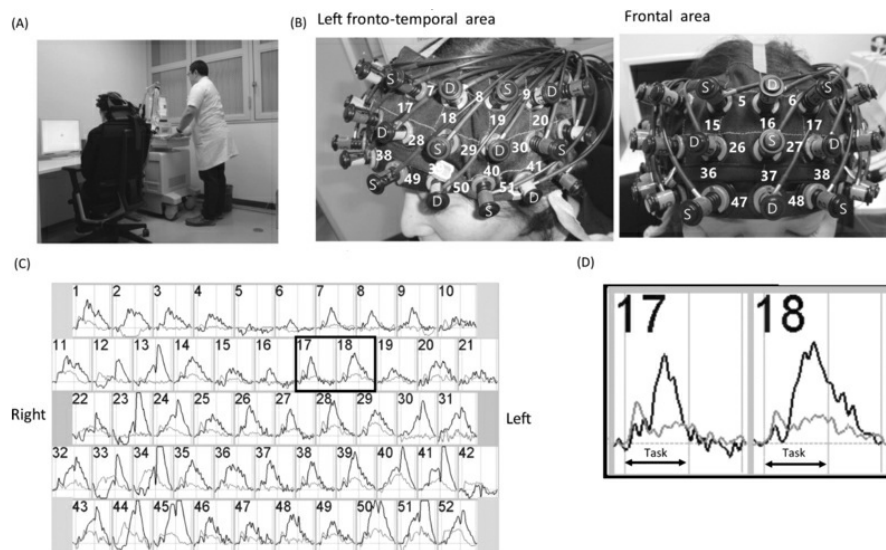 (A)
(B) Left fronto-temporal area
Frontal area
S D S
7 8 9 D
17 18 19 20
D 28 S 29 D 30
38
S 49 40 41
D 50 S 51 D
5 D 6
15 16 17
D 26 S 27 D
36 37 38
S 47 D 48 S
(C)
1 2 3 4 5 6 7 8 9 10
11 12 13 14 15 16 17 18 19 20 21
Right
22 23 24 25 26 27 28 29 30 31
Left
32 33 34 35 36 37 38 39 40 41 42
43 44 45 46 47 48 49 50 51 52
(D)
17 18
Task Task